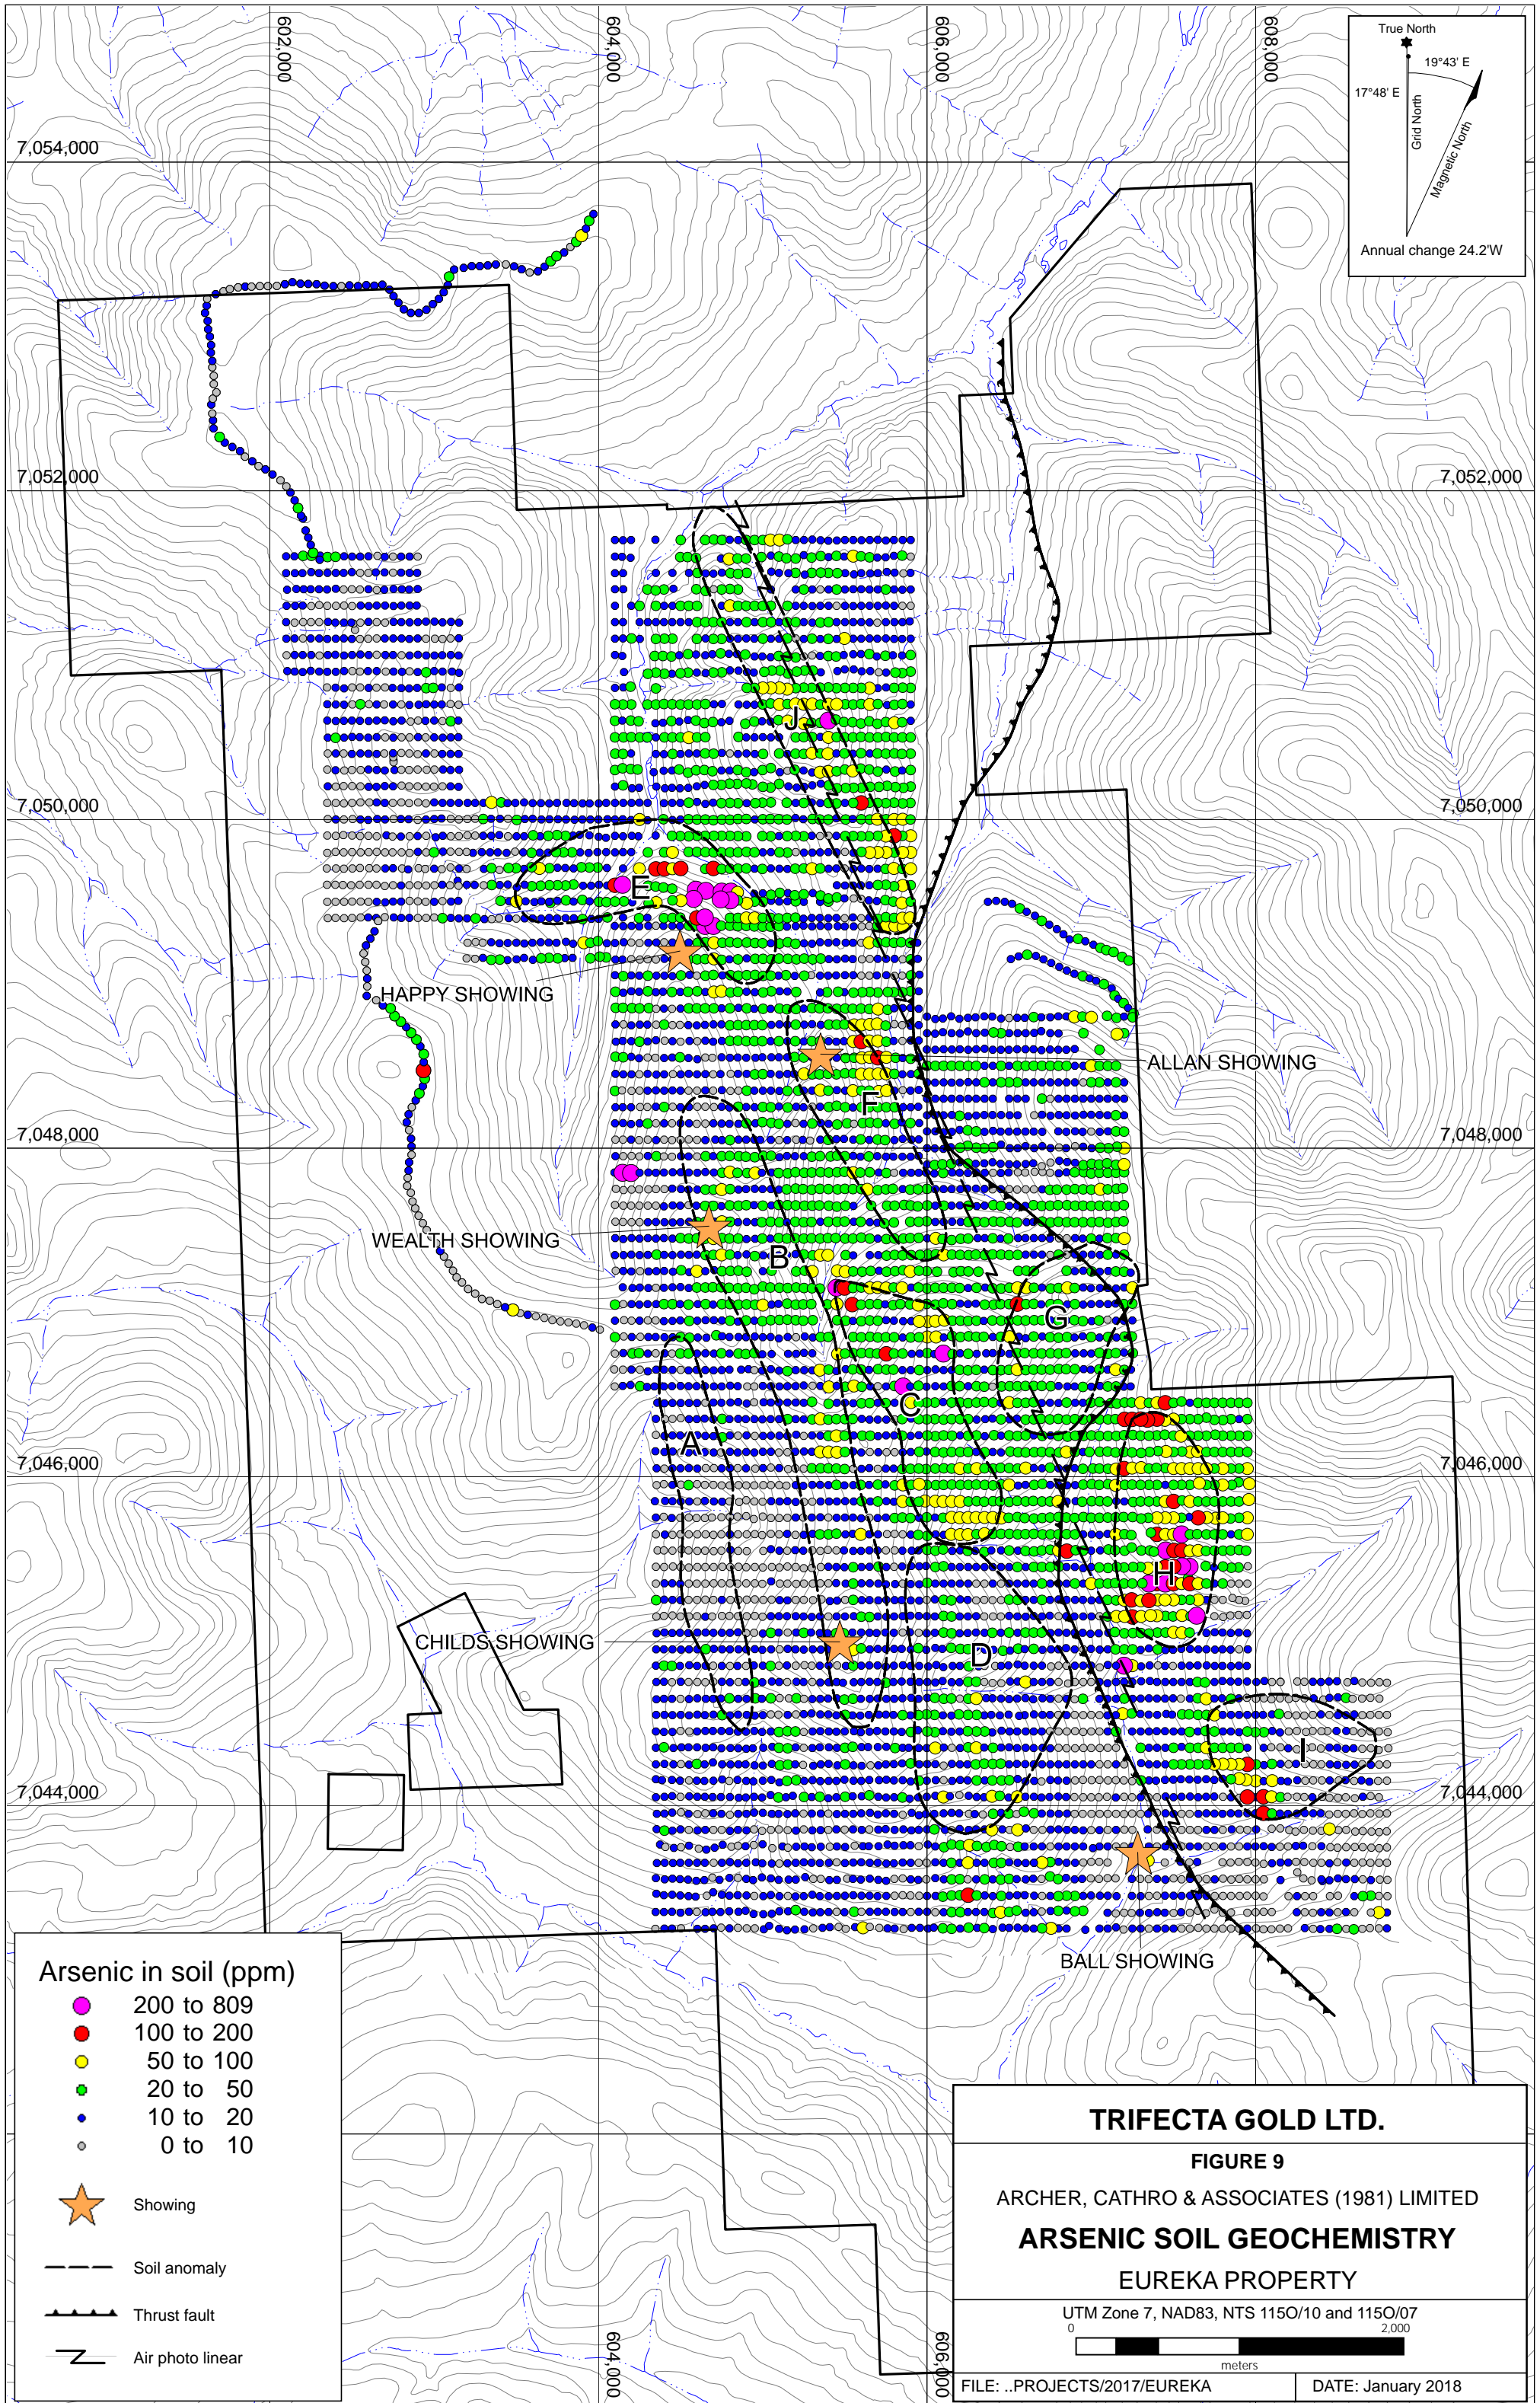 602,000
604,000
606,000
608,000
True North
19°43' E
17°48' E
Grid North
Magnetic North
Annual change 24.2'W
7,054,000
7,052,000
7,052,000
7,050,000
7,050,000
J
E
HAPPY SHOWING
ALLAN SHOWING
F
7,048,000
7,048,000
WEALTH SHOWING
B
G
C
A
7,046,000
7,046,000
H
CHILDS SHOWING
D
I
7,044,000
7,044,000
BALL SHOWING
Arsenic in soil (ppm)
200 to 809
100 to 200
50 to 100
20 to 50
10 to 20
0 to 10
Showing
Soil anomaly
Thrust fault
Air photo linear
604,000
606,000
TRIFECTA GOLD LTD.
FIGURE 9
ARCHER, CATHRO & ASSOCIATES (1981) LIMITED
ARSENIC SOIL GEOCHEMISTRY
EUREKA PROPERTY
UTM Zone 7, NAD83, NTS 115O/10 and 115O/07
0 2,000
meters
FILE: ..PROJECTS/2017/EUREKA
DATE: January 2018